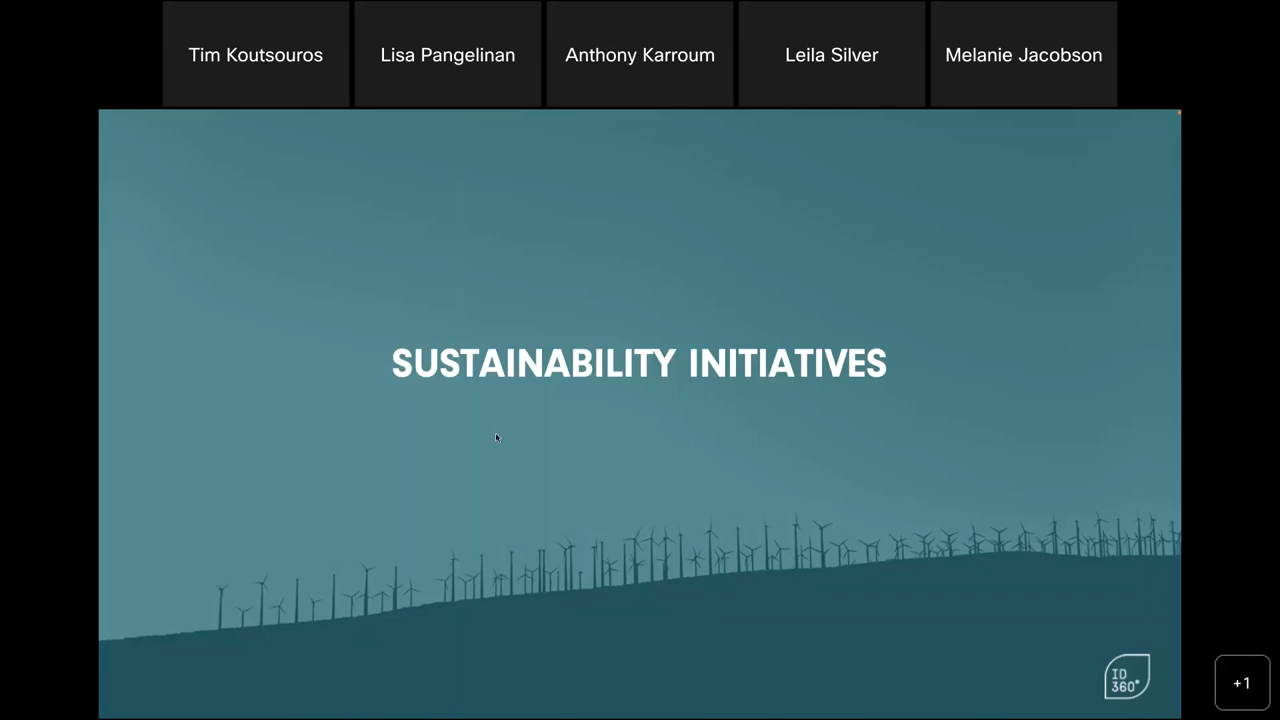 Tim Koutsouros
Lisa Pangelinan
Anthony Karroum
Leila Silver
Melanie Jacobson
SUSTAINABILITY INITIATIVES
ID
360°
+1